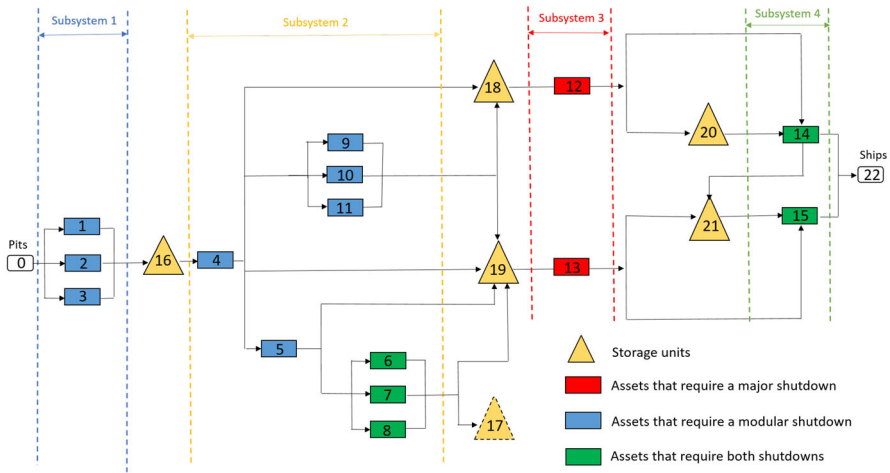 Subsystem 1
Subsystem 2
Subsystem 3
Subsystem 4
18
12
20
14
9
10
11
Ships
22
1
Pits
0
2
3
16
4
19
13
21
15
5
6
7
8
17
Storage units
Assets that require a major shutdown
Assets that require a modular shutdown
Assets that require both shutdowns